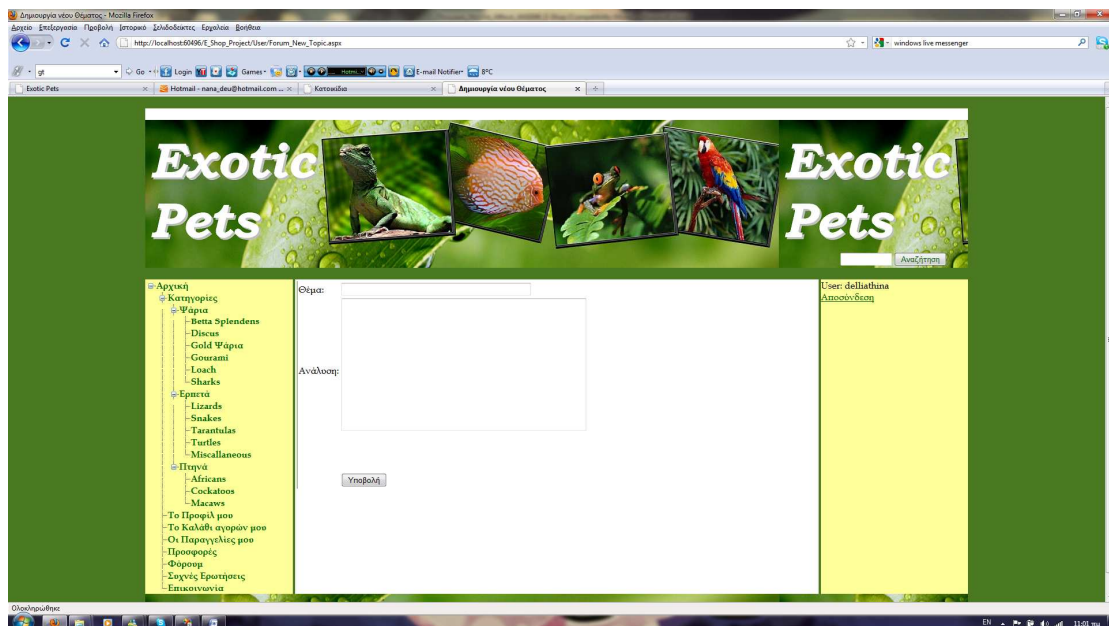 Δημιουργία νέου Θέματος - Mozilla Firefox
Αρχείο Επεξεργασία Προβολή Ιστορικό Σελιδοδείκτες Εργαλεία Βοήθεια
http://localhost:60496/E_Shop_Project/User/Forum_New_Topic.aspx
windows live messenger
gt Go Login Games E-mail Notifier 8°C
Exotic Pets Hotmail - nana_deu@hotmail.com ... Κατοικίδια Δημιουργία νέου Θέματος
Exotic Exotic
Pets Pets
Αναζήτηση
Αρχική
Κατηγορίες
Ψάρια
Betta Splendens
Discus
Gold Ψάρια
Gourami
Loach
Sharks
Ερπετά
Lizards
Snakes
Tarantulas
Turtles
Miscallaneous
Πτηνά
Africans
Cockatoos
Macaws
Το Προφίλ μου
Το Καλάθι αγορών μου
Οι Παραγγελίες μου
Προσφορές
Φόρουμ
Συχνές Ερωτήσεις
Επικοινωνία
Θέμα:
Ανάλυση:
Υποβολή
User: delliathina
Αποσύνδεση
Ολοκληρώθηκε
EN 11:01 πμ